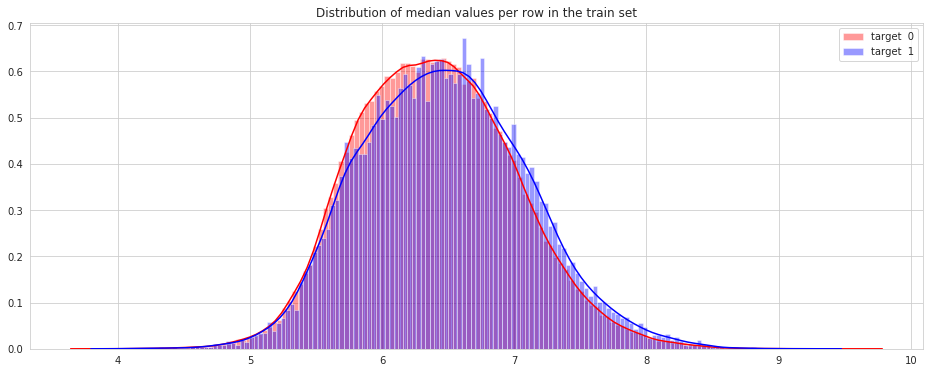 Distribution of median values per row in the train set
0.7
0.6
0.5
0.4
0.3
0.2
0.1
0.0
4 5 6 7 8 9 10
target 0
target 1